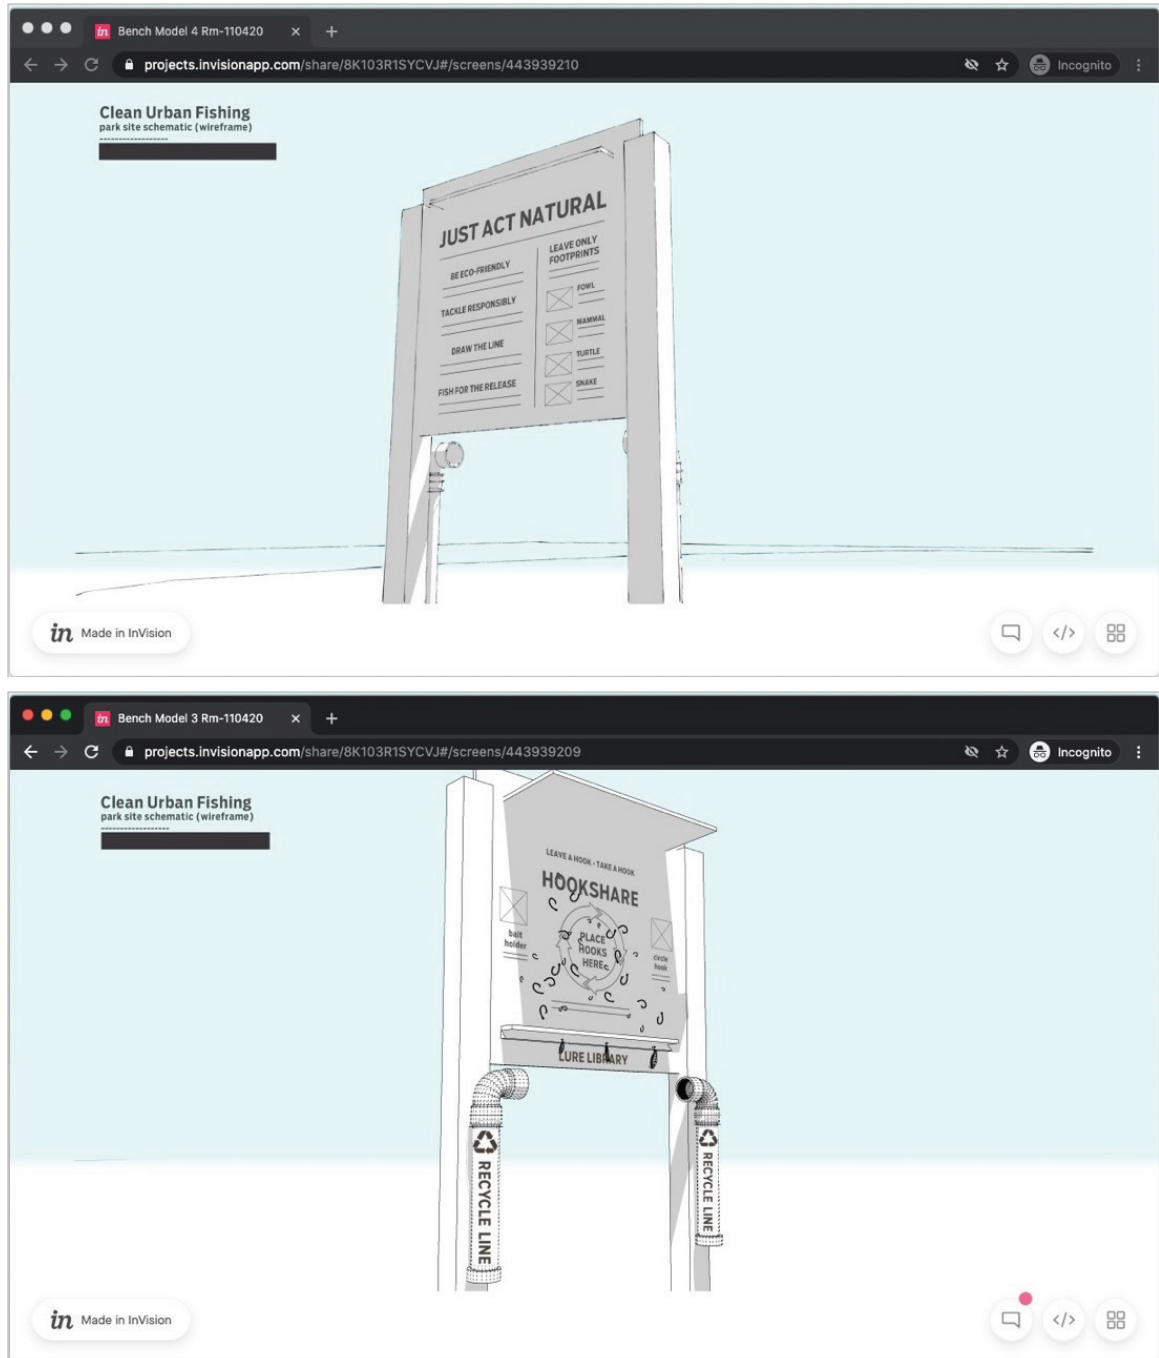 in Bench Model 4 Rm-110420 × +
projects.invisionapp.com/share/8K103R1SYCVJ#/screens/443939210 Incognito
Clean Urban Fishing
park site schematic (wireframe)
--------------------
JUST ACT NATURAL
BE ECO-FRIENDLY
TACKLE RESPONSIBLY
DRAW THE LINE
FISH FOR THE RELEASE
LEAVE ONLY
FOOTPRINTS
FOWL
MAMMAL
TURTLE
SNAKE
in Made in InVision
</>
in Bench Model 3 Rm-110420 × +
projects.invisionapp.com/share/8K103R1SYCVJ#/screens/443939209 Incognito
Clean Urban Fishing
park site schematic (wireframe)
--------------------
LEAVE A HOOK - TAKE A HOOK
HOOKSHARE
bait
holder
PLACE
HOOKS
HERE
circle
hook
LURE LIBRARY
RECYCLE LINE
RECYCLE LINE
in Made in InVision
</>